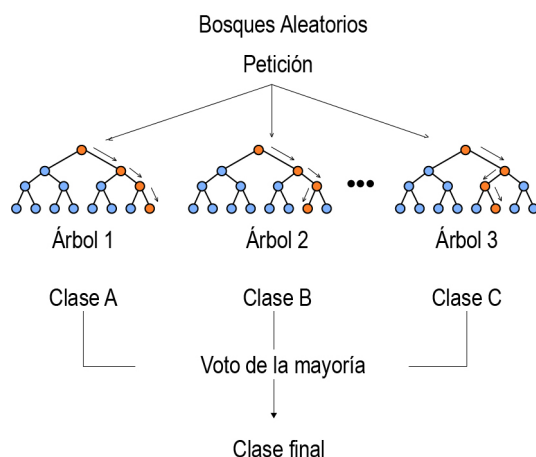 Bosques Aleatorios
Petición
Árbol 1
Árbol 2
Árbol 3
Clase A
Clase B
Clase C
Voto de la mayoría
Clase final